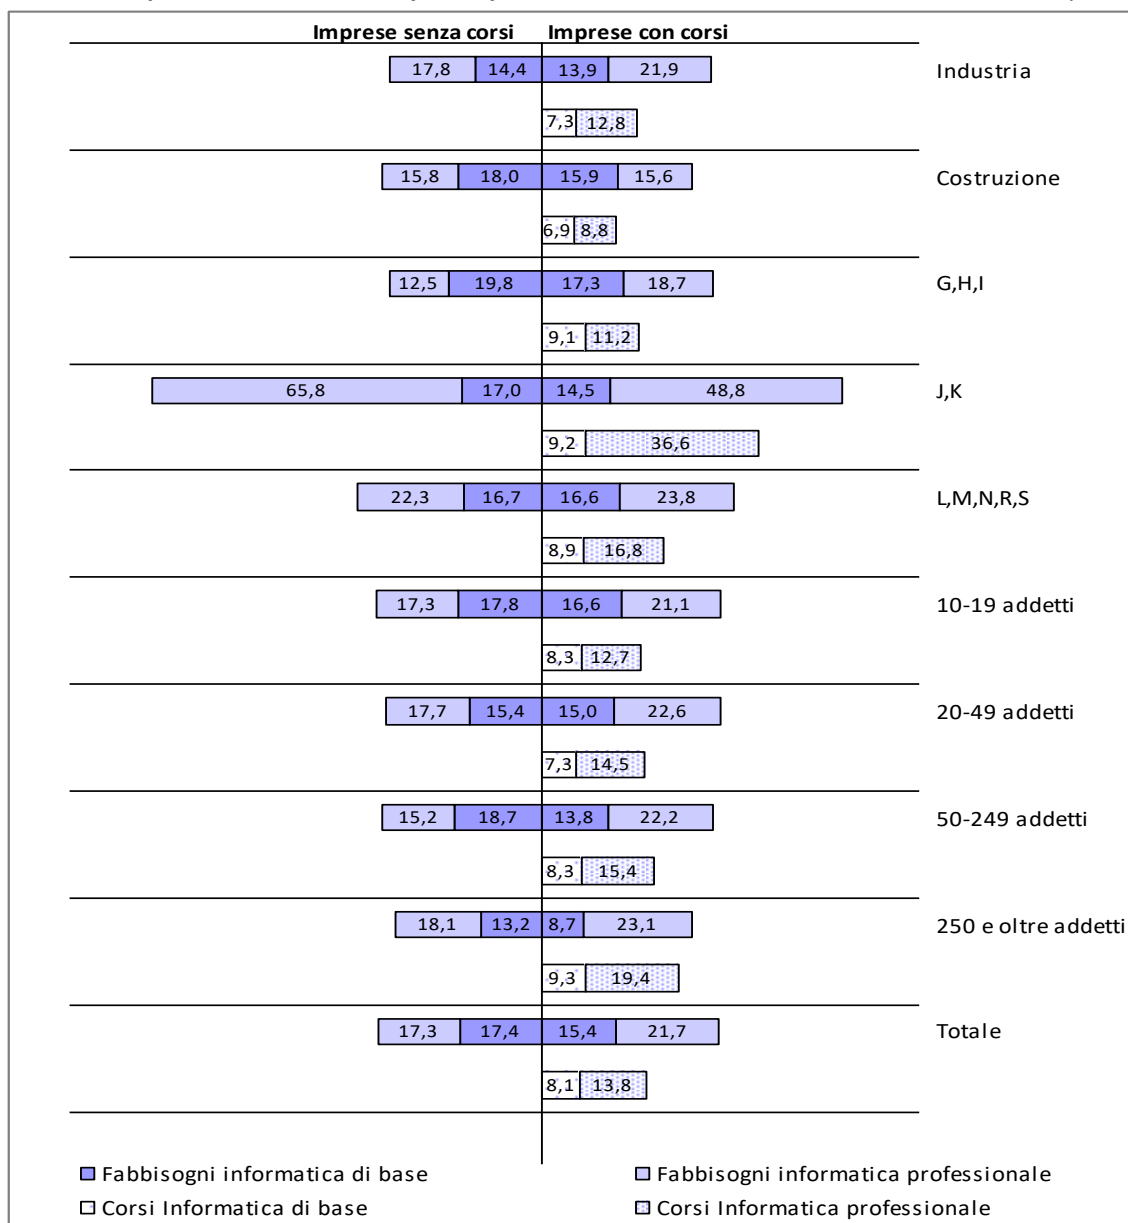 Imprese senza corsi Imprese con corsi
17,8 14,4 13,9 21,9 Industria
7,3 12,8
15,8 18,0 15,9 15,6 Costruzione
6,9 8,8
12,5 19,8 17,3 18,7 G,H,I
9,1 11,2
65,8 17,0 14,5 48,8 J,K
9,2 36,6
22,3 16,7 16,6 23,8 L,M,N,R,S
8,9 16,8
17,3 17,8 16,6 21,1 10-19 addetti
8,3 12,7
17,7 15,4 15,0 22,6 20-49 addetti
7,3 14,5
15,2 18,7 13,8 22,2 50-249 addetti
8,3 15,4
18,1 13,2 8,7 23,1 250 e oltre addetti
9,3 19,4
17,3 17,4 15,4 21,7 Totale
8,1 13,8
Fabbisogni informatica di base Fabbisogni informatica professionale
Corsi Informatica di base Corsi Informatica professionale